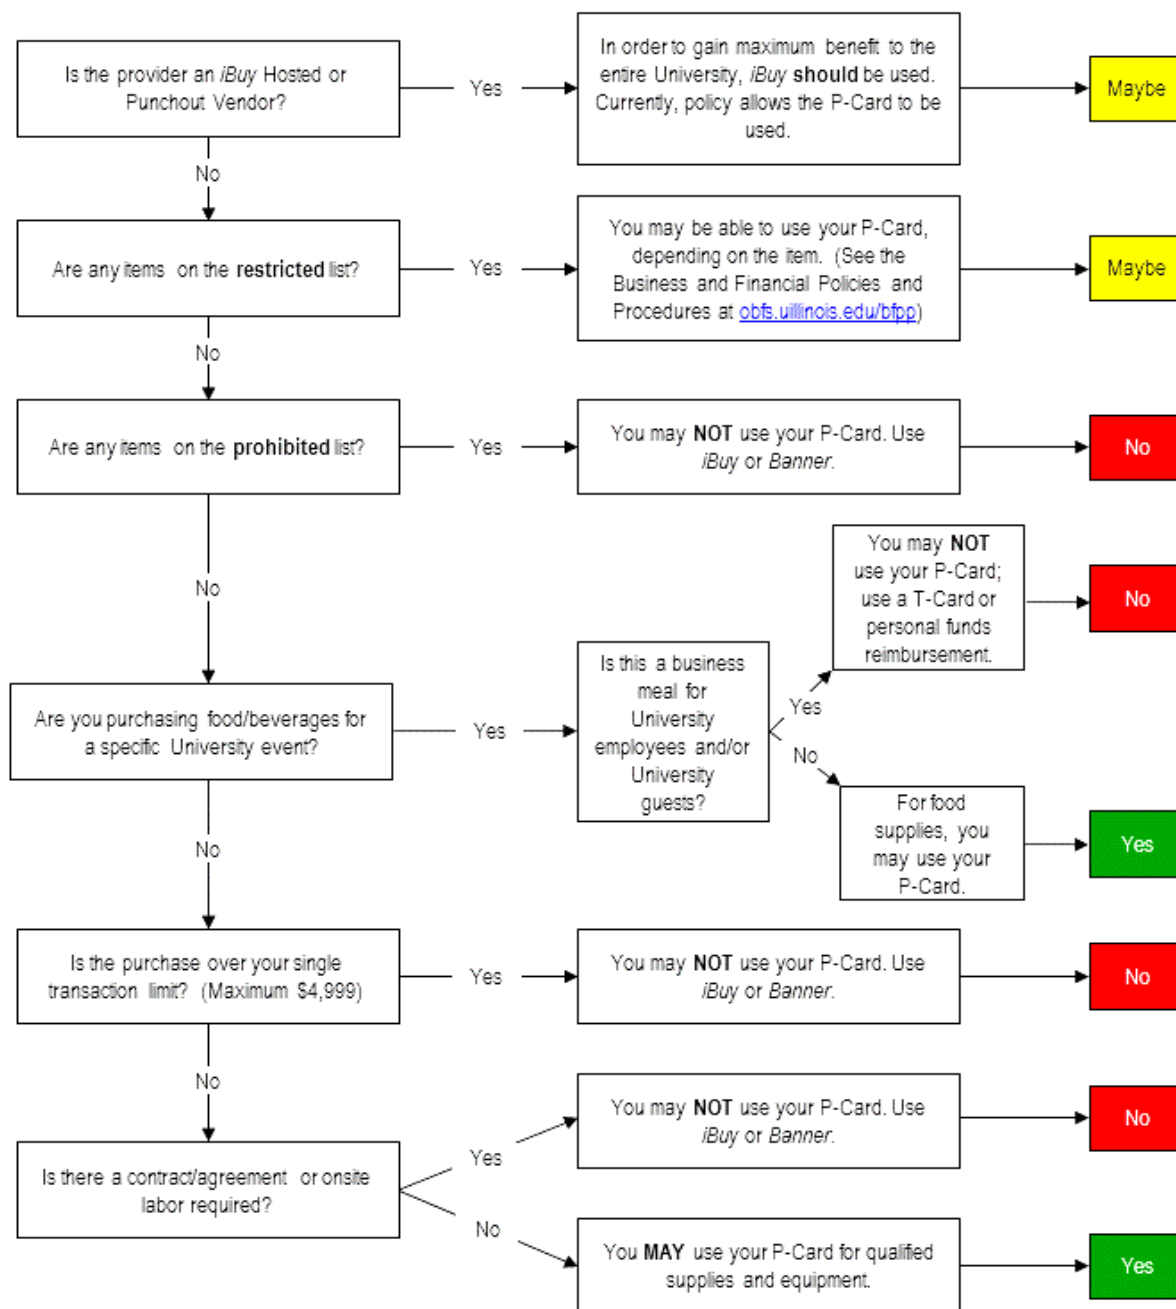 Is the provider an iBuy Hosted or
Punchout Vendor?
Yes
In order to gain maximum benefit to the
entire University, iBuy should be used.
Currently, policy allows the P-Card to be
used.
Maybe
No
Are any items on the restricted list?
Yes
You may be able to use your P-Card,
depending on the item. (See the
Business and Financial Policies and
Procedures at obfs.uillinois.edu/bfpp)
Maybe
No
Are any items on the prohibited list?
Yes
You may NOT use your P-Card. Use
iBuy or Banner.
No
No
Are you purchasing food/beverages for
a specific University event?
Yes
Is this a business
meal for
University
employees and/or
University
guests?
Yes
You may NOT
use your P-Card;
use a T-Card or
personal funds
reimbursement.
No
No
For food
supplies, you
may use your
P-Card.
Yes
No
Is the purchase over your single
transaction limit? (Maximum $4,999)
Yes
You may NOT use your P-Card. Use
iBuy or Banner.
No
No
Is there a contract/agreement or onsite
labor required?
Yes
You may NOT use your P-Card. Use
iBuy or Banner.
No
No
You MAY use your P-Card for qualified
supplies and equipment.
Yes